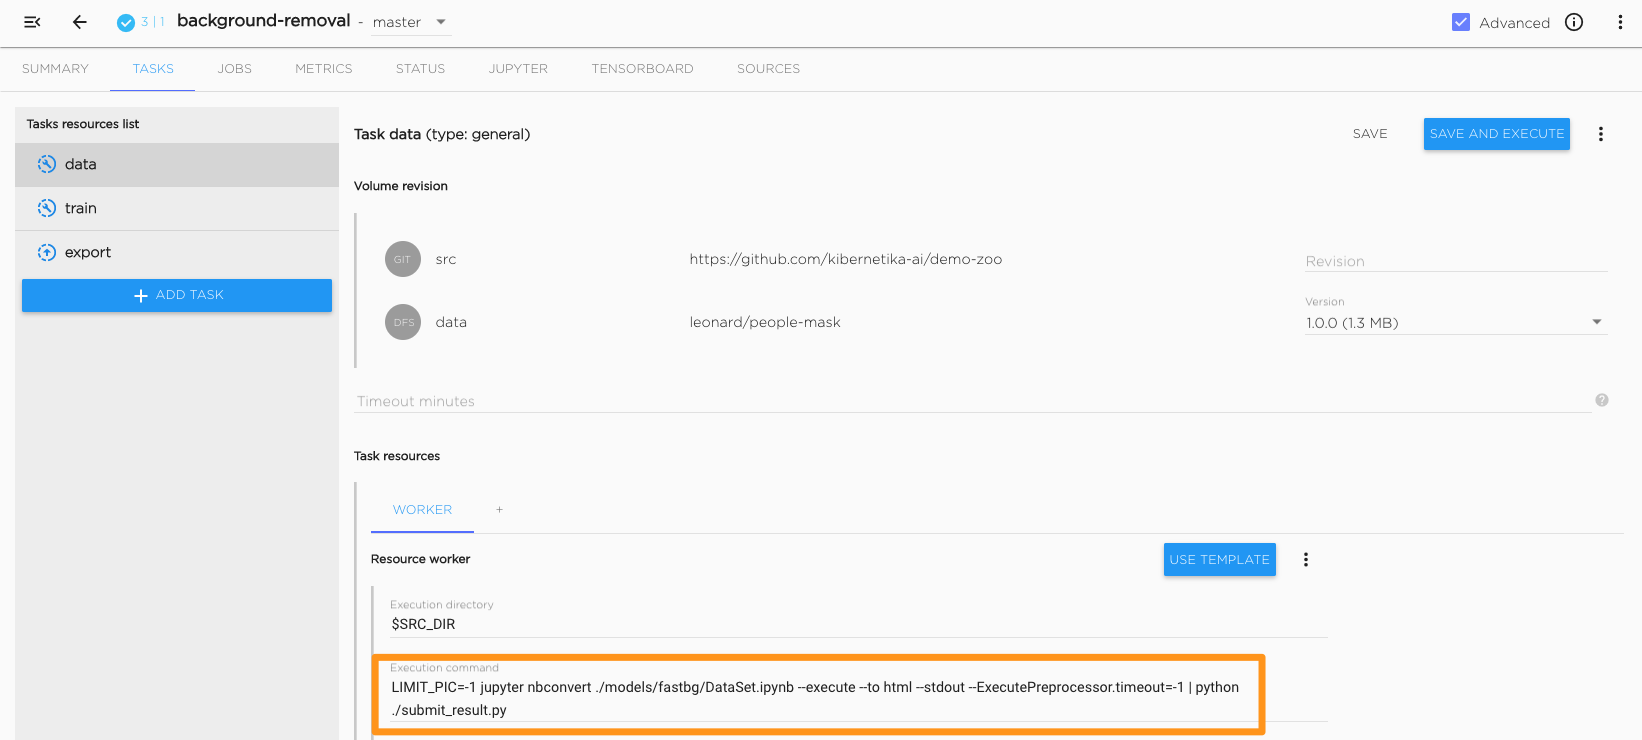 3 | 1 background-removal - master
Advanced
SUMMARY TASKS JOBS METRICS STATUS JUPYTER TENSORBOARD SOURCES
Tasks resources list
data
train
export
+ ADD TASK
Task data (type: general)
SAVE
SAVE AND EXECUTE
Volume revision
GIT src https://github.com/kibernetika-ai/demo-zoo Revision
DFS data leonard/people-mask
Version
1.0.0 (1.3 MB)
Timeout minutes
?
Task resources
WORKER +
Resource worker
USE TEMPLATE
Execution directory
$SRC_DIR
Execution command
LIMIT_PIC=-1 jupyter nbconvert ./models/fastbg/DataSet.ipynb --execute --to html --stdout --ExecutePreprocessor.timeout=-1 | python
./submit_result.py